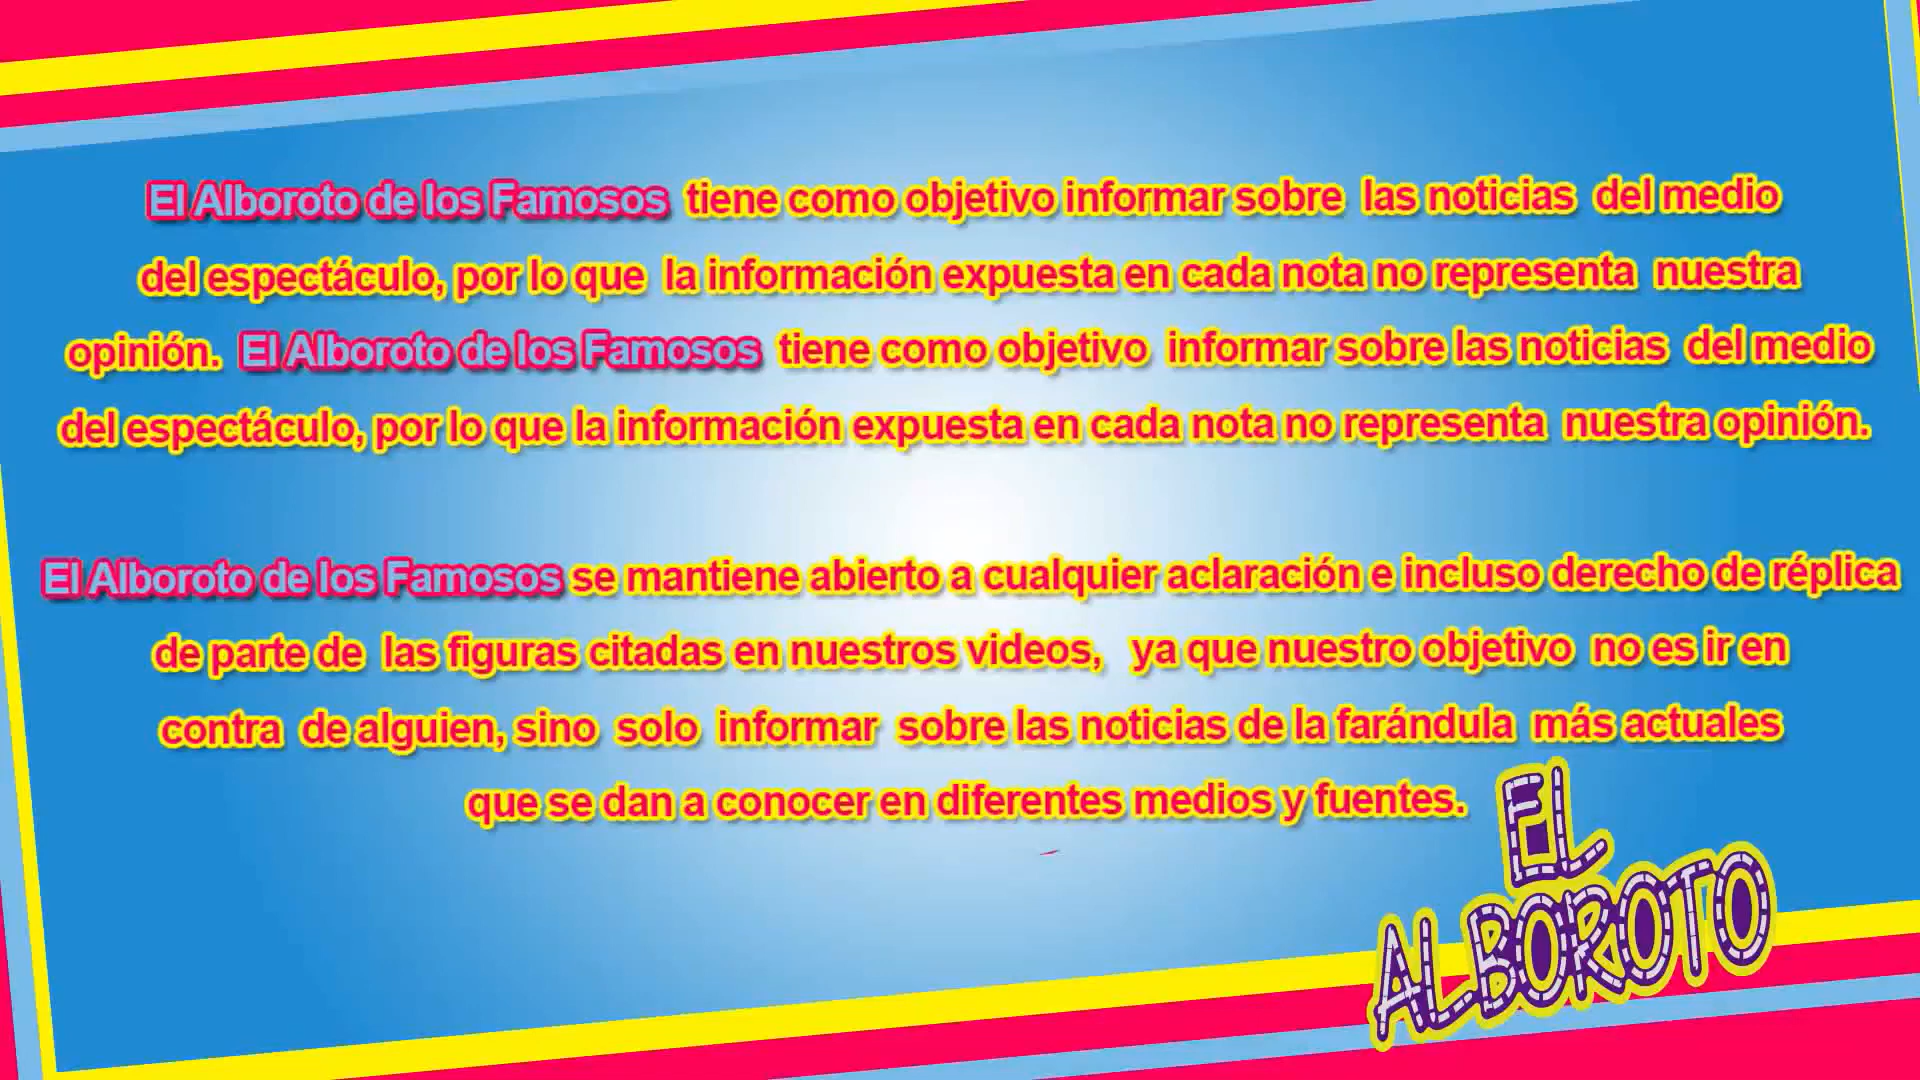 El Alboroto de los Famosos tiene como objetivo informar sobre las noticias del medio
del espectáculo, por lo que la información expuesta en cada nota no representa nuestra
opinión. El Alboroto de los Famosos tiene como objetivo informar sobre las noticias del medio
del espectáculo, por lo que la información expuesta en cada nota no representa nuestra opinión.
El Alboroto de los Famosos se mantiene abierto a cualquier aclaración e incluso derecho de réplica
de parte de las figuras citadas en nuestros videos, ya que nuestro objetivo no es ir en
contra de alguien, sino solo informar sobre las noticias de la farándula más actuales
que se dan a conocer en diferentes medios y fuentes.
EL
ALBOROTO